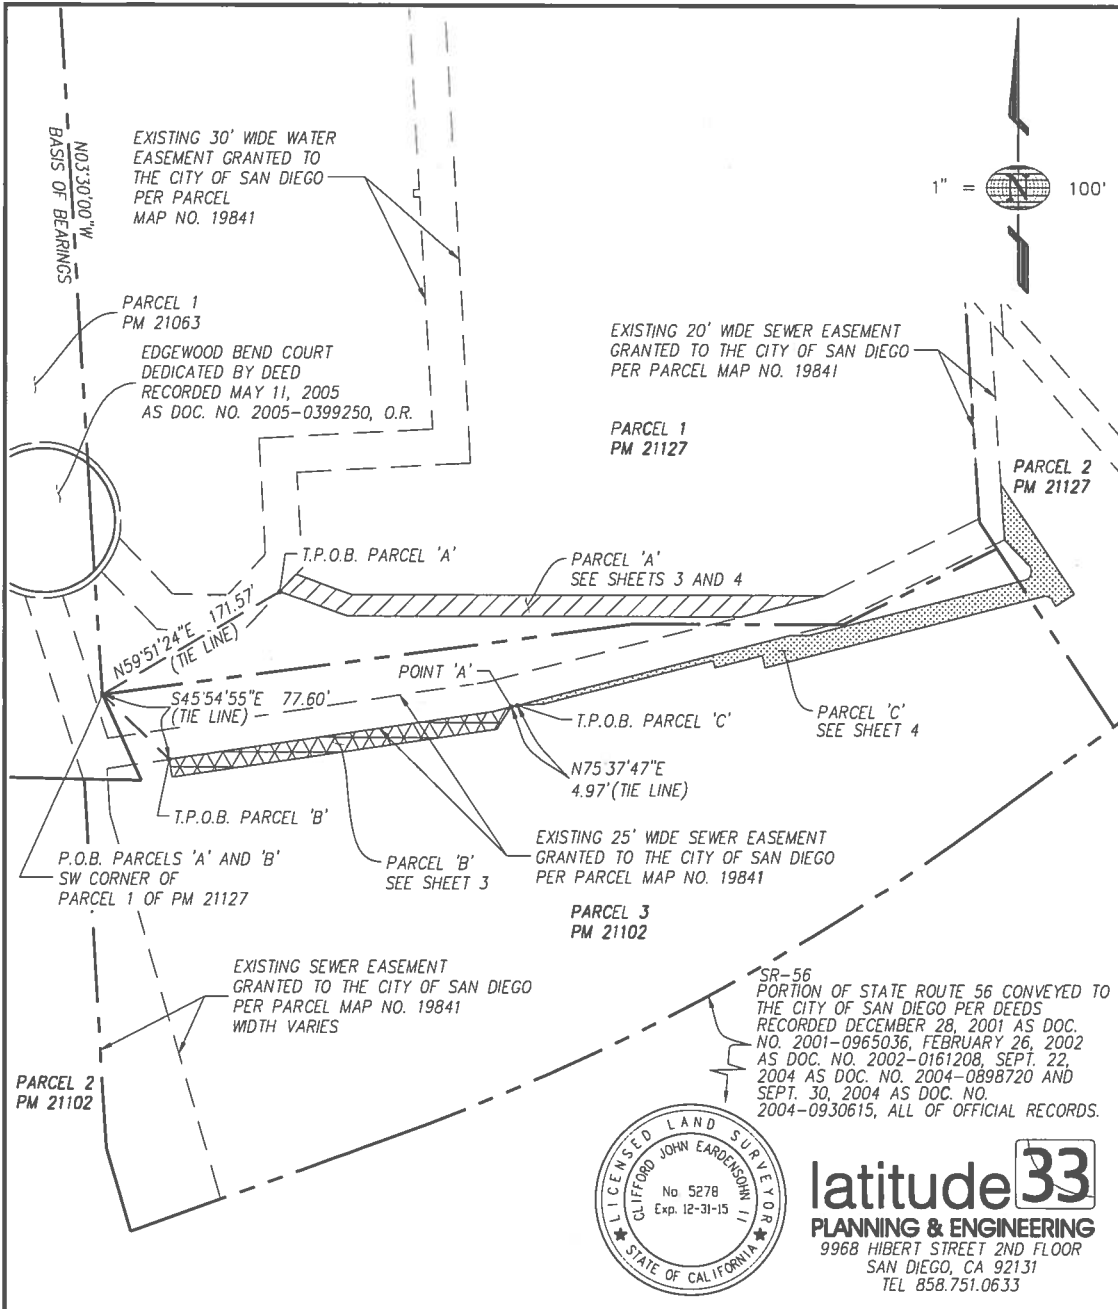 N03°30'00"W
BASIS OF BEARINGS
EXISTING 30' WIDE WATER
EASEMENT GRANTED TO
THE CITY OF SAN DIEGO
PER PARCEL
MAP NO. 19841
1" = N 100'
PARCEL 1
PM 21063
EDGEWOOD BEND COURT
DEDICATED BY DEED
RECORDED MAY 11, 2005
AS DOC. NO. 2005-0399250, O.R.
EXISTING 20' WIDE SEWER EASEMENT
GRANTED TO THE CITY OF SAN DIEGO
PER PARCEL MAP NO. 19841
PARCEL 1
PM 21127
PARCEL 2
PM 21127
T.P.O.B. PARCEL 'A'
PARCEL 'A'
SEE SHEETS 3 AND 4
N59°51'24"E 171.57'
(TIE LINE)
S45°54'55"E 77.60'
(TIE LINE)
POINT 'A'
T.P.O.B. PARCEL 'C'
PARCEL 'C'
SEE SHEET 4
N75°37'47"E
4.97'(TIE LINE)
T.P.O.B. PARCEL 'B'
P.O.B. PARCELS 'A' AND 'B'
SW CORNER OF
PARCEL 1 OF PM 21127
PARCEL 'B'
SEE SHEET 3
EXISTING 25' WIDE SEWER EASEMENT
GRANTED TO THE CITY OF SAN DIEGO
PER PARCEL MAP NO. 19841
PARCEL 3
PM 21102
EXISTING SEWER EASEMENT
GRANTED TO THE CITY OF SAN DIEGO
PER PARCEL MAP NO. 19841
WIDTH VARIES
PARCEL 2
PM 21102
SR-56
PORTION OF STATE ROUTE 56 CONVEYED TO
THE CITY OF SAN DIEGO PER DEEDS
RECORDED DECEMBER 28, 2001 AS DOC.
NO. 2001-0965036, FEBRUARY 26, 2002
AS DOC. NO. 2002-0161208, SEPT. 22,
2004 AS DOC. NO. 2004-0898720 AND
SEPT. 30, 2004 AS DOC. NO.
2004-0930615, ALL OF OFFICIAL RECORDS.
LICENSED LAND SURVEYOR
CLIFFORD JOHN EARDENSOHN II
No. 5278
Exp. 12-31-15
STATE OF CALIFORNIA
latitude 33
PLANNING & ENGINEERING
9968 HIBERT STREET 2ND FLOOR
SAN DIEGO, CA 92131
TEL 858.751.0633